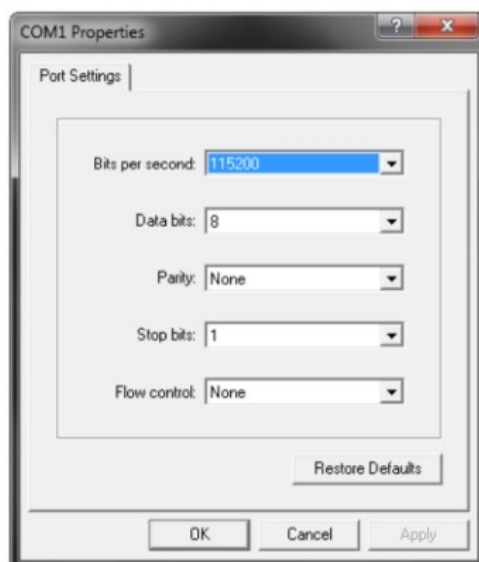 COM1 Properties
?
Port Settings
Bits per second: 115200
Data bits: 8
Parity: None
Stop bits: 1
Flow control: None
Restore Defaults
OK Cancel Apply